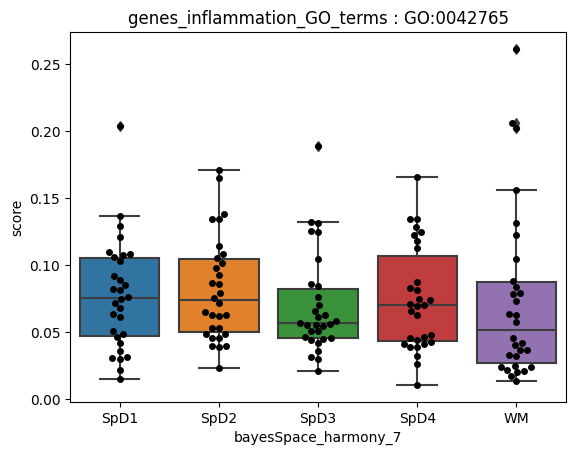 genes_inflammation_GO_terms : GO:0042765
score
0.25
0.20
0.15
0.10
0.05
0.00
SpD1 SpD2 SpD3 SpD4 WM
bayesSpace_harmony_7